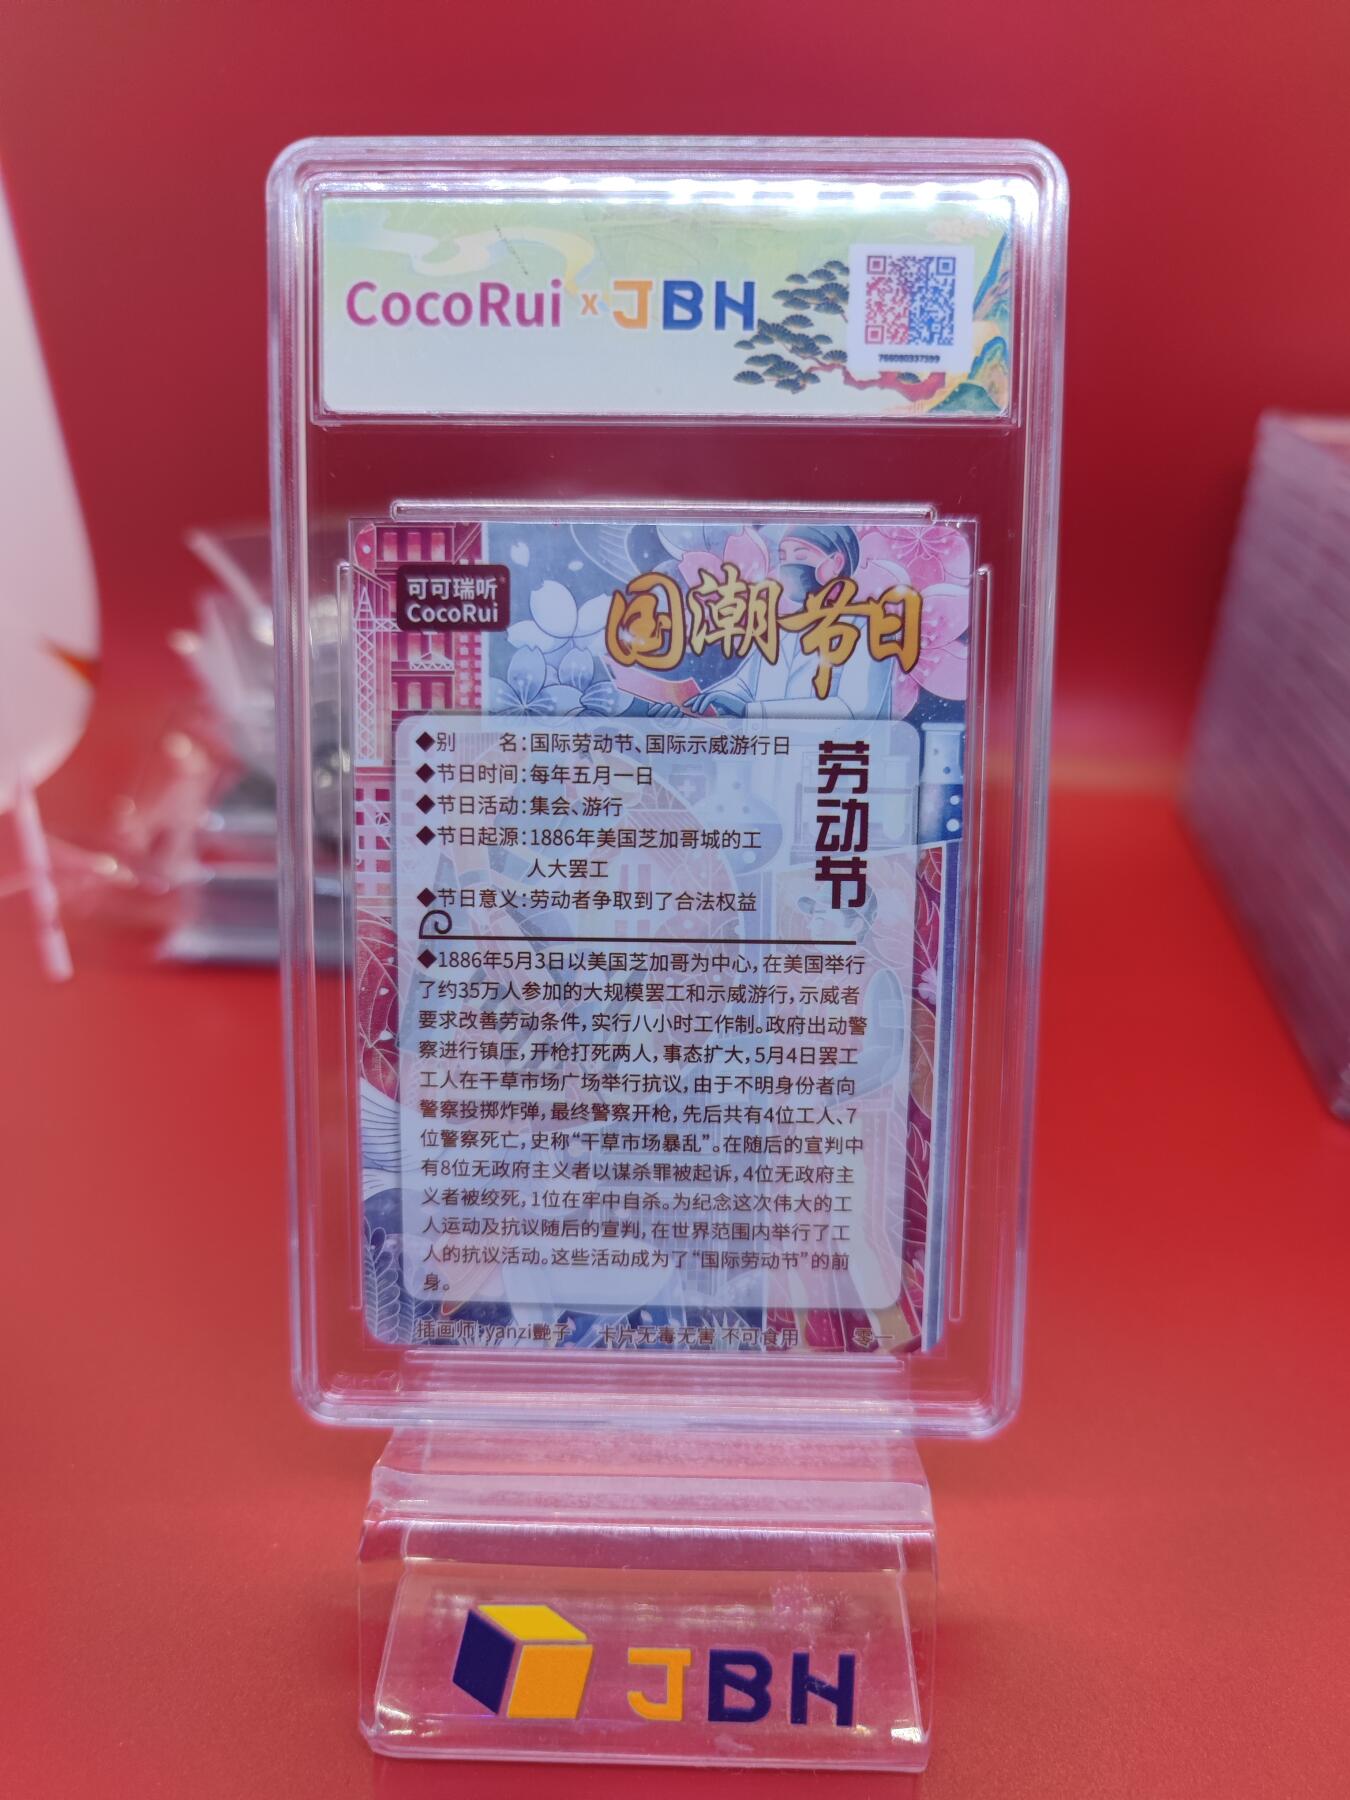 CocoRui x JBH
766080337399
可可瑞听
CocoRui
国潮节日
◆别　　名:国际劳动节、国际示威游行日
◆节日时间:每年五月一日
◆节日活动:集会、游行
◆节日起源:1886年美国芝加哥城的工
人大罢工
◆节日意义:劳动者争取到了合法权益
劳动节
◆1886年5月3日以美国芝加哥为中心,在美国举行
了约35万人参加的大规模罢工和示威游行,示威者
要求改善劳动条件,实行八小时工作制。政府出动警
察进行镇压,开枪打死两人,事态扩大,5月4日罢工
工人在干草市场广场举行抗议,由于不明身份者向
警察投掷炸弹,最终警察开枪,先后共有4位工人、7
位警察死亡,史称“干草市场暴乱”。在随后的宣判中
有8位无政府主义者以谋杀罪被起诉,4位无政府主
义者被绞死,1位在牢中自杀。为纪念这次伟大的工
人运动及抗议随后的宣判,在世界范围内举行了工
人的抗议活动。这些活动成为了“国际劳动节”的前
身。
插画师:yanzi艷子 卡片无毒无害 不可食用 零一
JBH